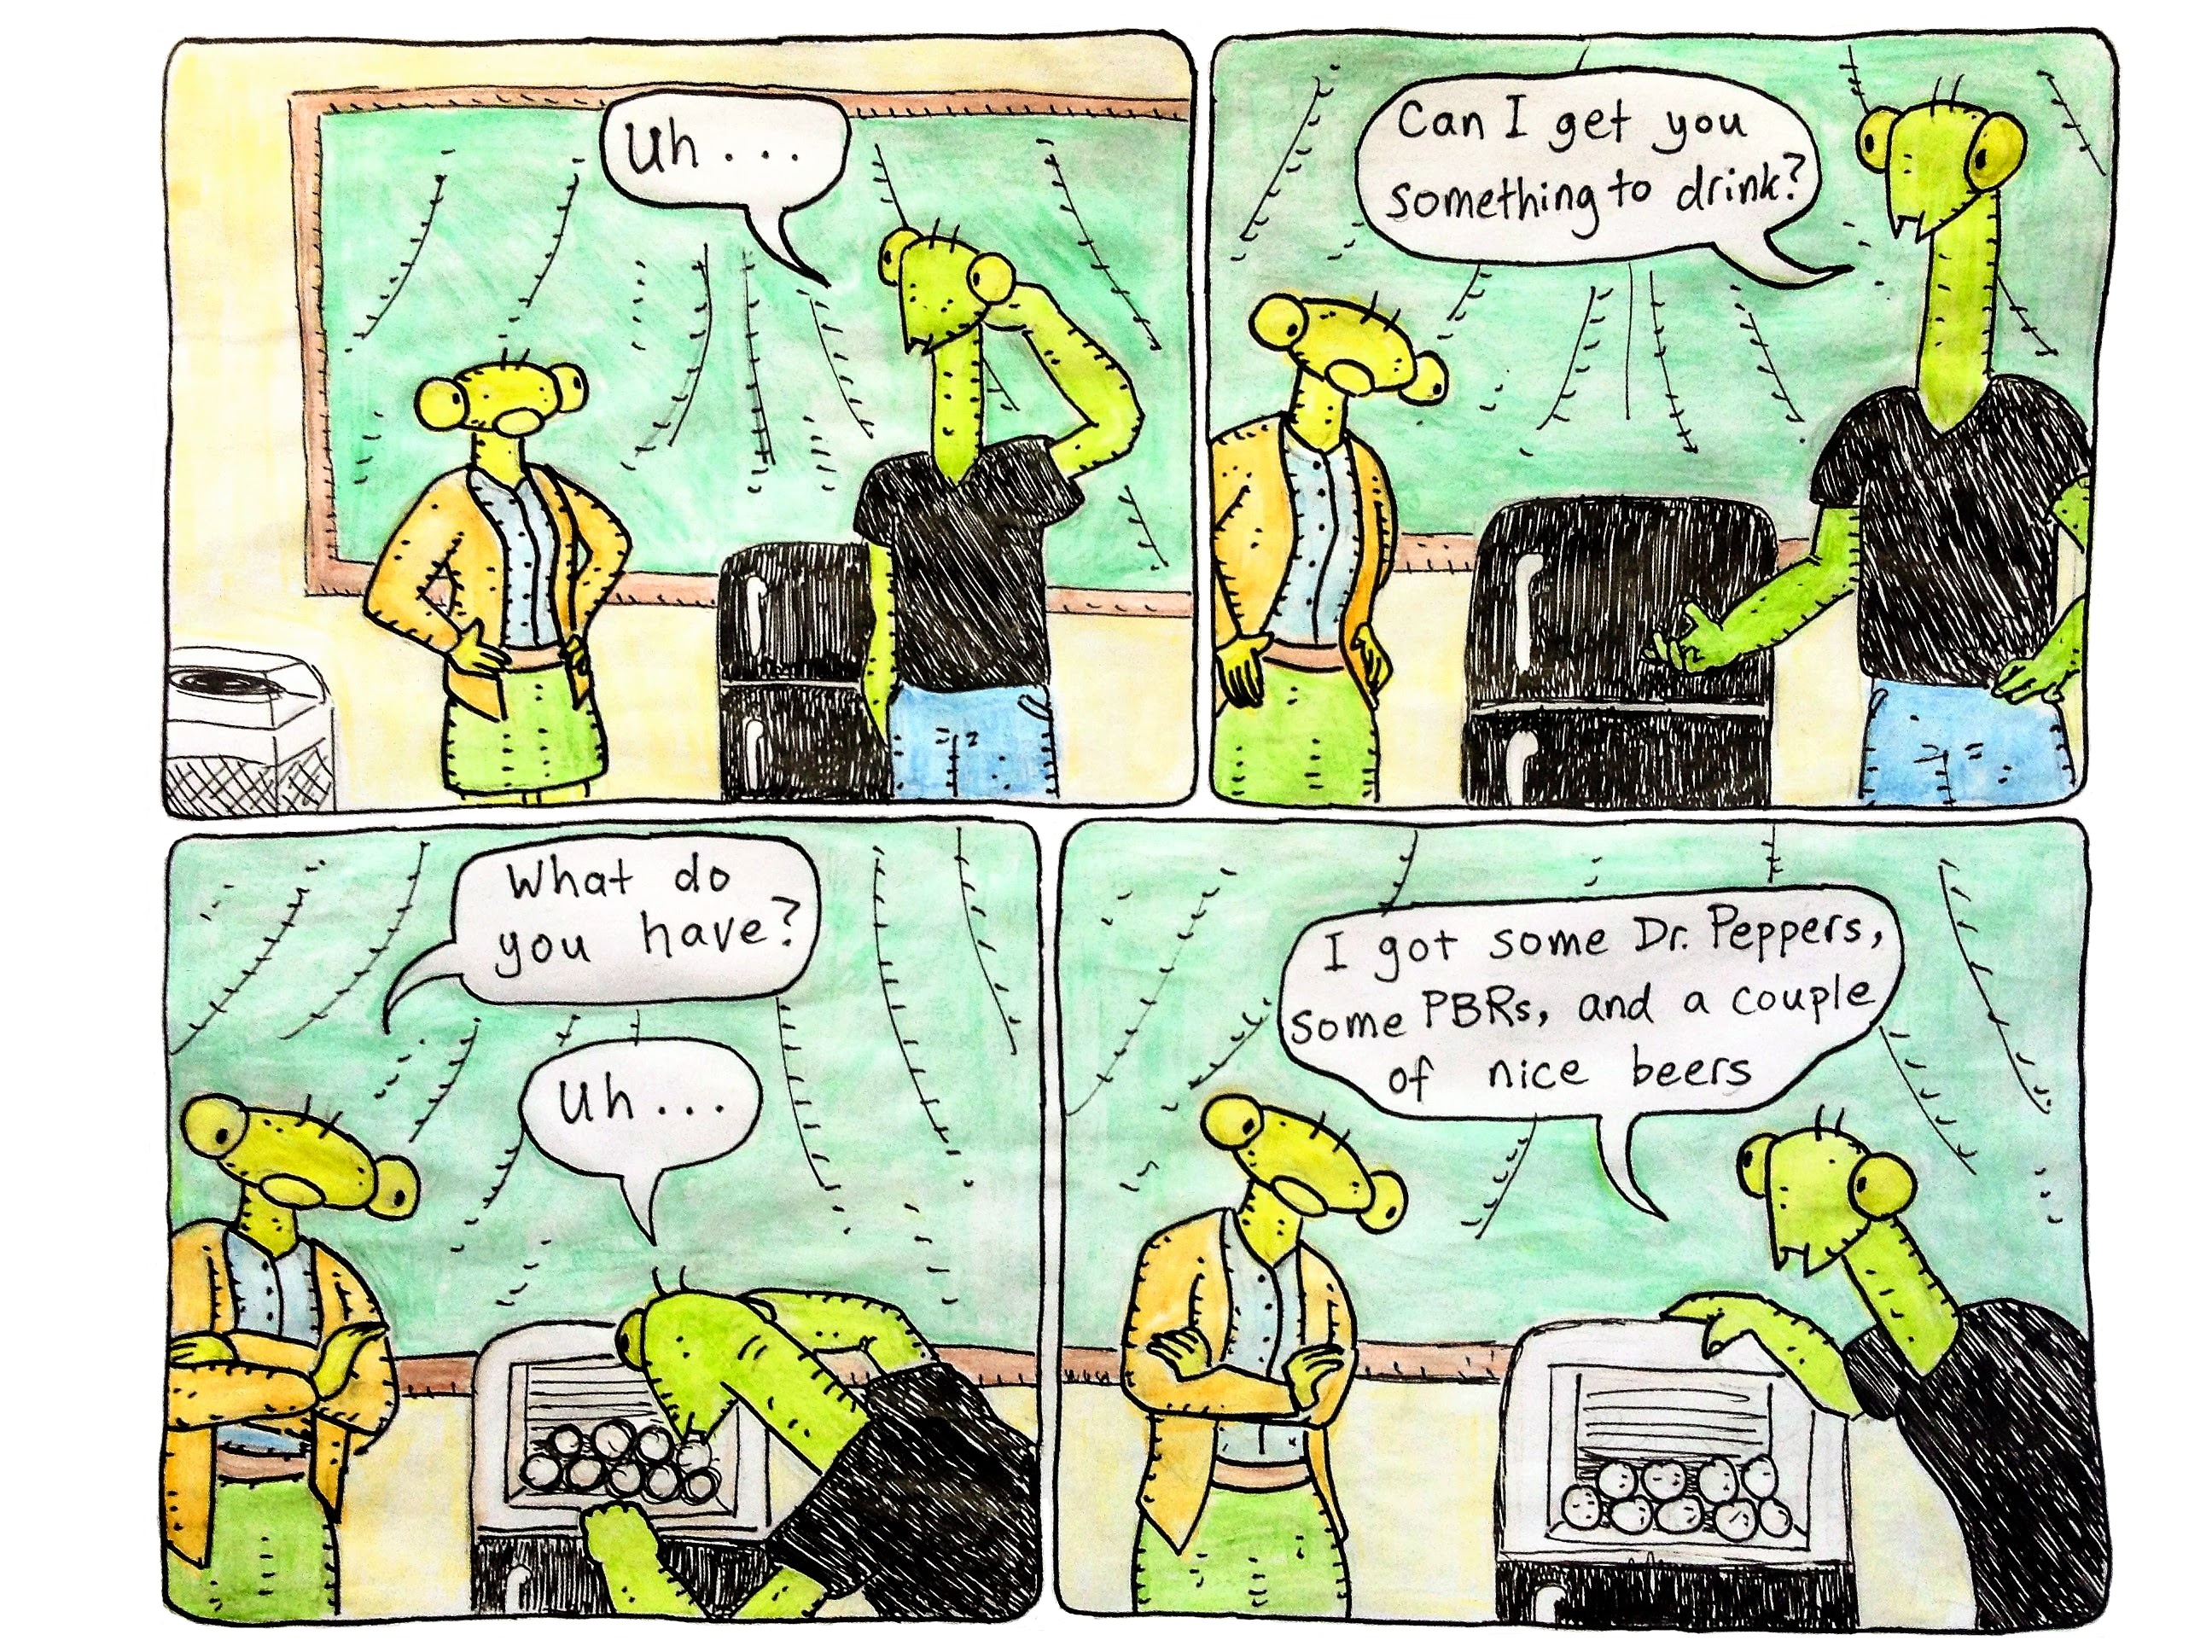 Uh...
Can I get you
something to drink?
What do
you have?
Uh...
I got some Dr. Peppers,
some PBRs, and a couple
of nice beers